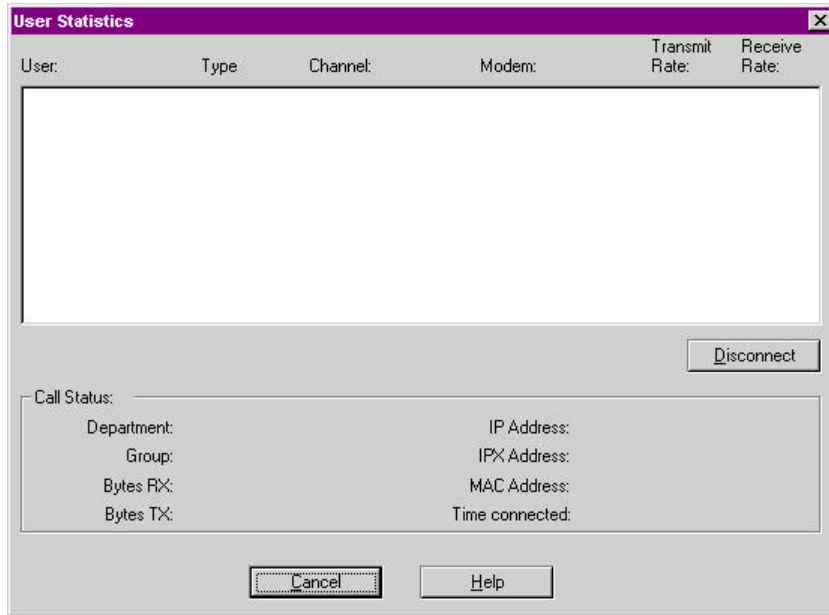 User Statistics
User: Type Channel: Modem: Transmit Rate: Receive Rate:
Disconnect
Call Status:
Department: IP Address:
Group: IPX Address:
Bytes RX: MAC Address:
Bytes TX: Time connected:
Cancel Help